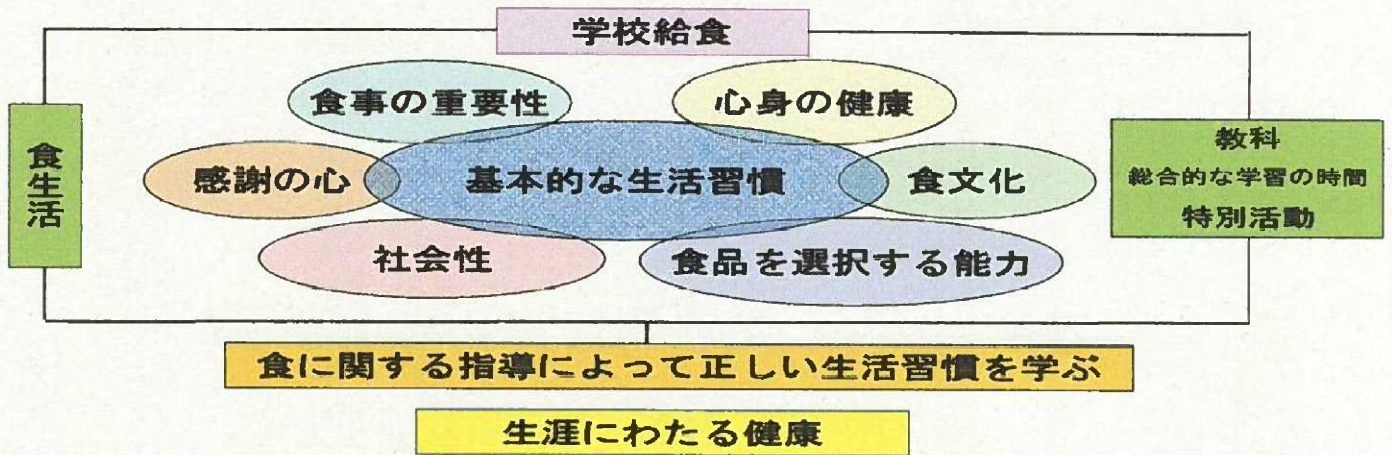 学校給食
食事の重要性
心身の健康
食生活
感謝の心
基本的な生活習慣
食文化
教科
総合的な学習の時間
特別活動
社会性
食品を選択する能力
食に関する指導によって正しい生活習慣を学ぶ
生涯にわたる健康